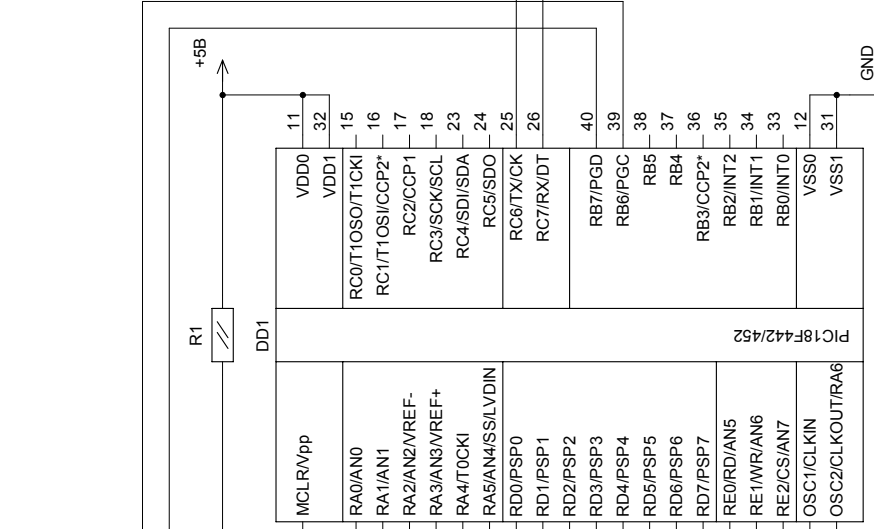 +5B
GND
11
32
15
16
17
18
23
24
25
26
40
39
38
37
36
35
34
33
12
31
VDD0
VDD1
RC0/T1OSO/T1CKI
RC1/T1OSI/CCP2*
RC2/CCP1
RC3/SCK/SCL
RC4/SDI/SDA
RC5/SDO
RC6/TX/CK
RC7/RX/DT
RB7/PGD
RB6/PGC
RB5
RB4
RB3/CCP2*
RB2/INT2
RB1/INT1
RB0/INT0
VSS0
VSS1
R1
DD1
PIC18F442/452
MCLR/Vpp
RA0/AN0
RA1/AN1
RA2/AN2/VREF-
RA3/AN3/VREF+
RA4/T0CKI
RA5/AN4/SS/LVDIN
RD0/PSP0
RD1/PSP1
RD2/PSP2
RD3/PSP3
RD4/PSP4
RD5/PSP5
RD6/PSP6
RD7/PSP7
RE0/RD/AN5
RE1/WR/AN6
RE2/CS/AN7
OSC1/CLKIN
OSC2/CLKOUT/RA6